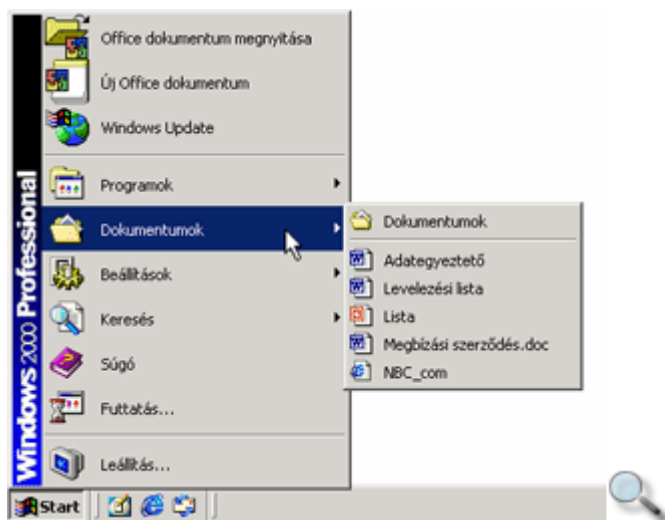 Office dokumentum megnyitása
Új Office dokumentum
Windows Update
Programok
Dokumentumok
Beállítások
Keresés
Súgó
Futtatás...
Leállítás...
Windows 2000 Professional
Dokumentumok
Adategyeztető
Levelezési lista
Lista
Megbízási szerződés.doc
NBC_com
Start